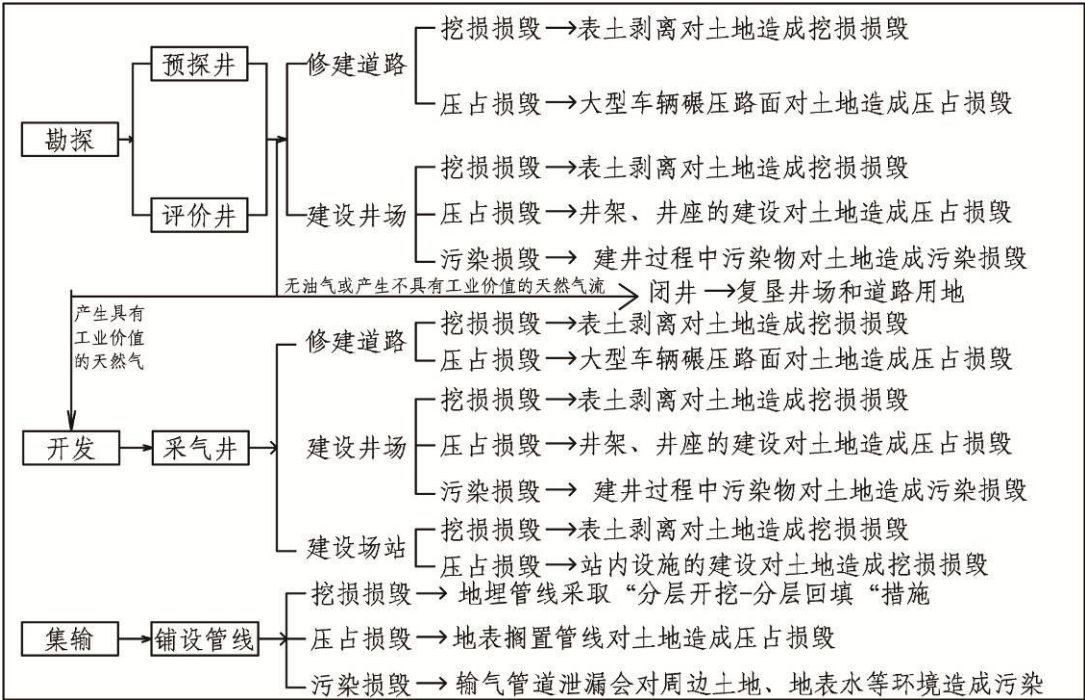 挖损损毁→表土剥离对土地造成挖损损毁
预探井
修建道路
压占损毁→大型车辆碾压路面对土地造成压占损毁
勘探
挖损损毁→表土剥离对土地造成挖损损毁
评价井
建设井场
压占损毁→井架、井座的建设对土地造成压占损毁
污染损毁→ 建井过程中污染物对土地造成污染损毁
无油气或产生不具有工业价值的天然气流
闭井→复垦井场和道路用地
产生具有
工业价值
的天然气
挖损损毁→表土剥离对土地造成挖损损毁
修建道路
压占损毁→大型车辆碾压路面对土地造成压占损毁
挖损损毁→表土剥离对土地造成挖损损毁
开发
采气井
建设井场
压占损毁→井架、井座的建设对土地造成压占损毁
污染损毁→ 建井过程中污染物对土地造成污染损毁
挖损损毁→表土剥离对土地造成挖损损毁
建设场站
压占损毁→站内设施的建设对土地造成挖损损毁
挖损损毁→ 地埋管线采取“分层开挖-分层回填“措施
集输
铺设管线
压占损毁→地表搁置管线对土地造成压占损毁
污染损毁→ 输气管道泄漏会对周边土地、地表水等环境造成污染